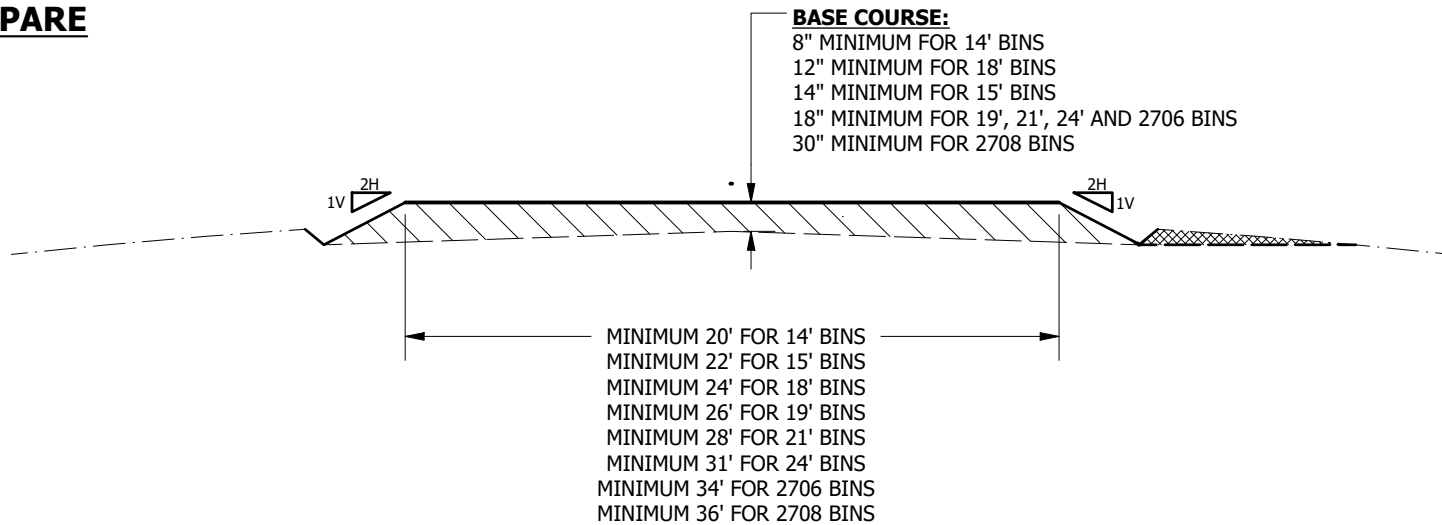 PARE
BASE COURSE:
8" MINIMUM FOR 14' BINS
12" MINIMUM FOR 18' BINS
14" MINIMUM FOR 15' BINS
18" MINIMUM FOR 19', 21', 24' AND 2706 BINS
30" MINIMUM FOR 2708 BINS
2H
1V
2H
1V
MINIMUM 20' FOR 14' BINS
MINIMUM 22' FOR 15' BINS
MINIMUM 24' FOR 18' BINS
MINIMUM 26' FOR 19' BINS
MINIMUM 28' FOR 21' BINS
MINIMUM 31' FOR 24' BINS
MINIMUM 34' FOR 2706 BINS
MINIMUM 36' FOR 2708 BINS